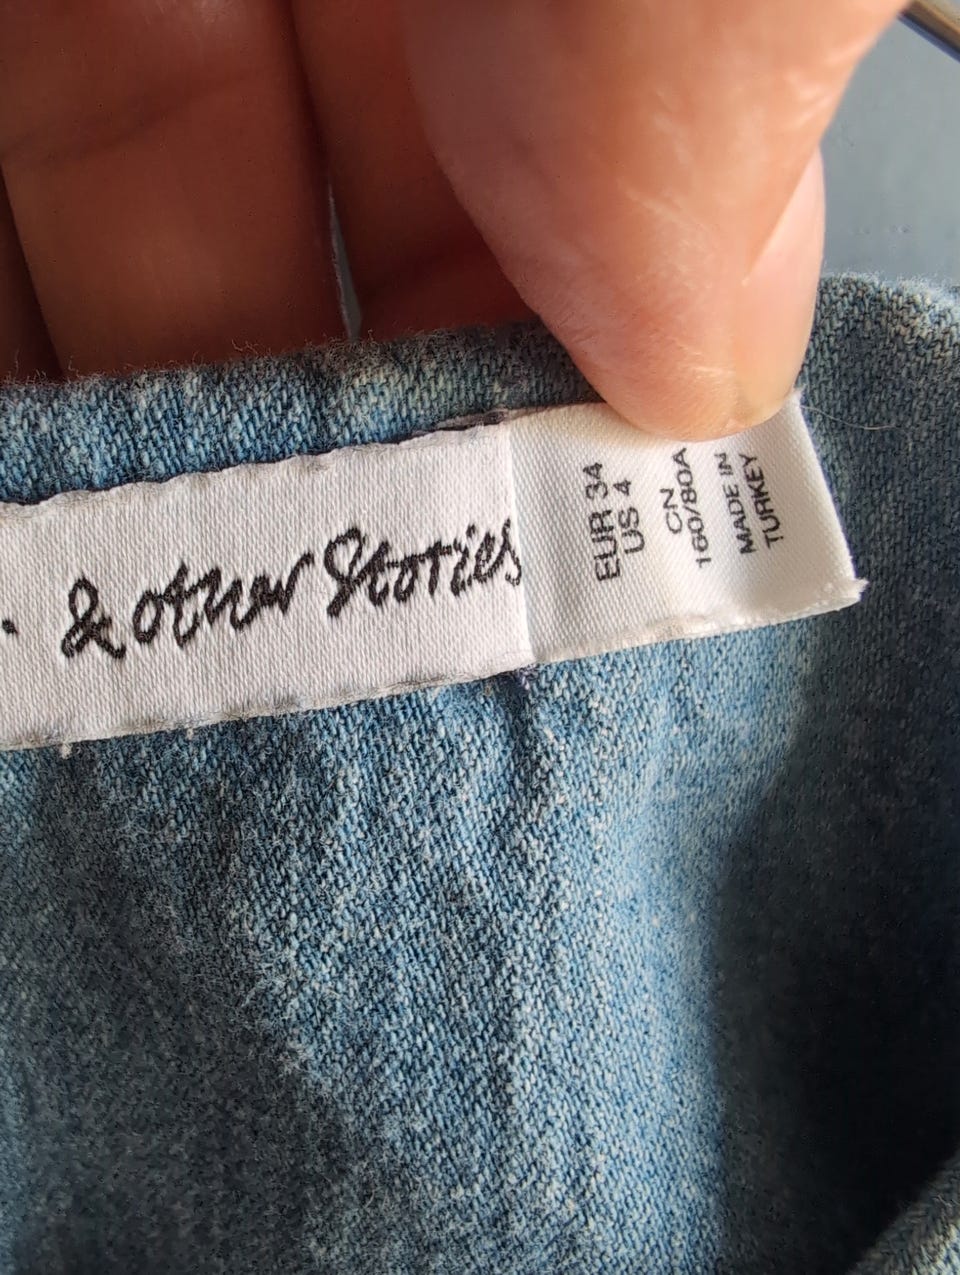 & other Stories
EUR 34
US 4
CN
160/80A
MADE IN
TURKEY